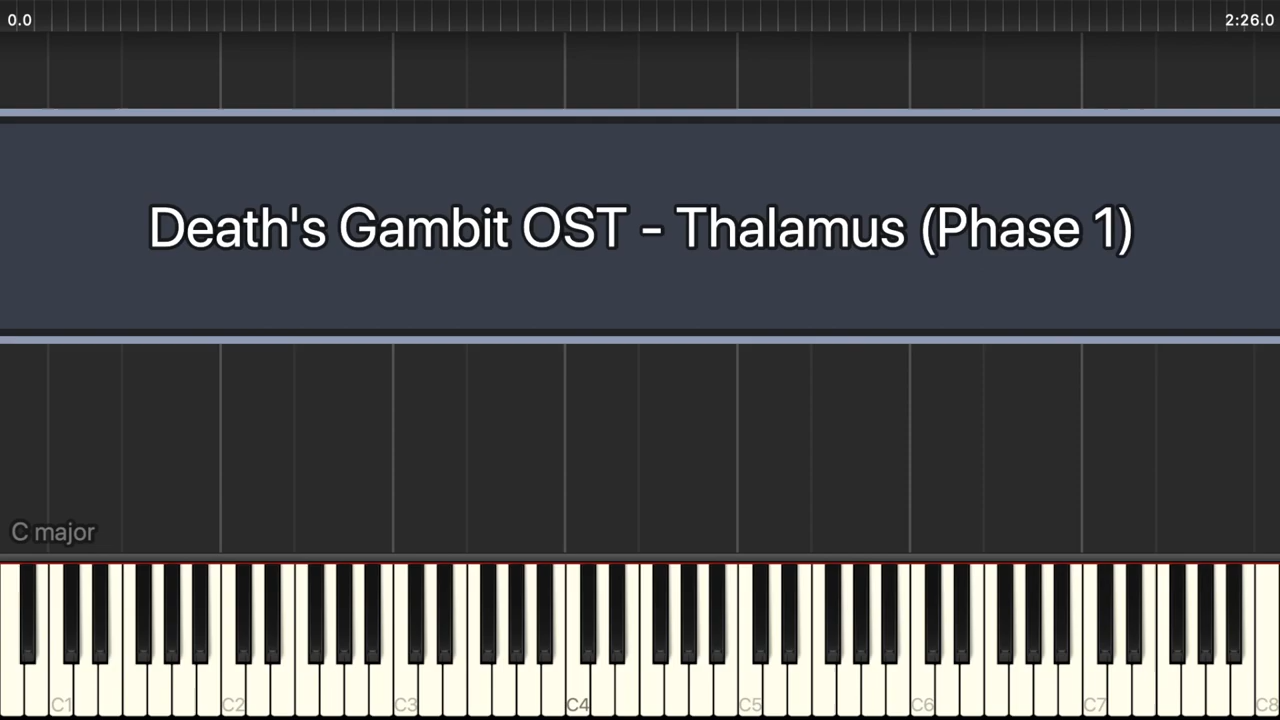 0.0 2:26.0
Death's Gambit OST - Thalamus (Phase 1)
C major
C1 C2 C3 C4 C5 C6 C7 C8